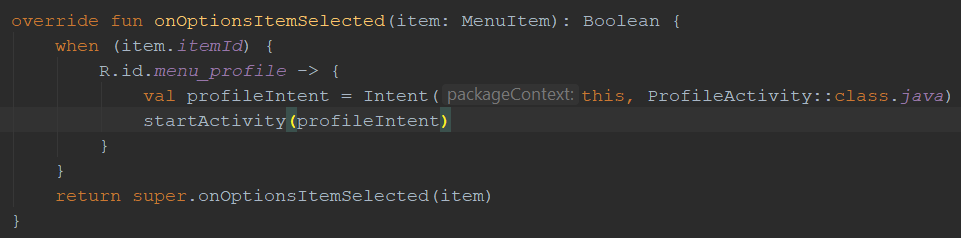 override fun onOptionsItemSelected(item: MenuItem): Boolean {
    when (item.itemId) {
        R.id.menu_profile -> {
            val profileIntent = Intent( packageContext: this, ProfileActivity::class.java)
            startActivity(profileIntent)
        }
    }
    return super.onOptionsItemSelected(item)
}